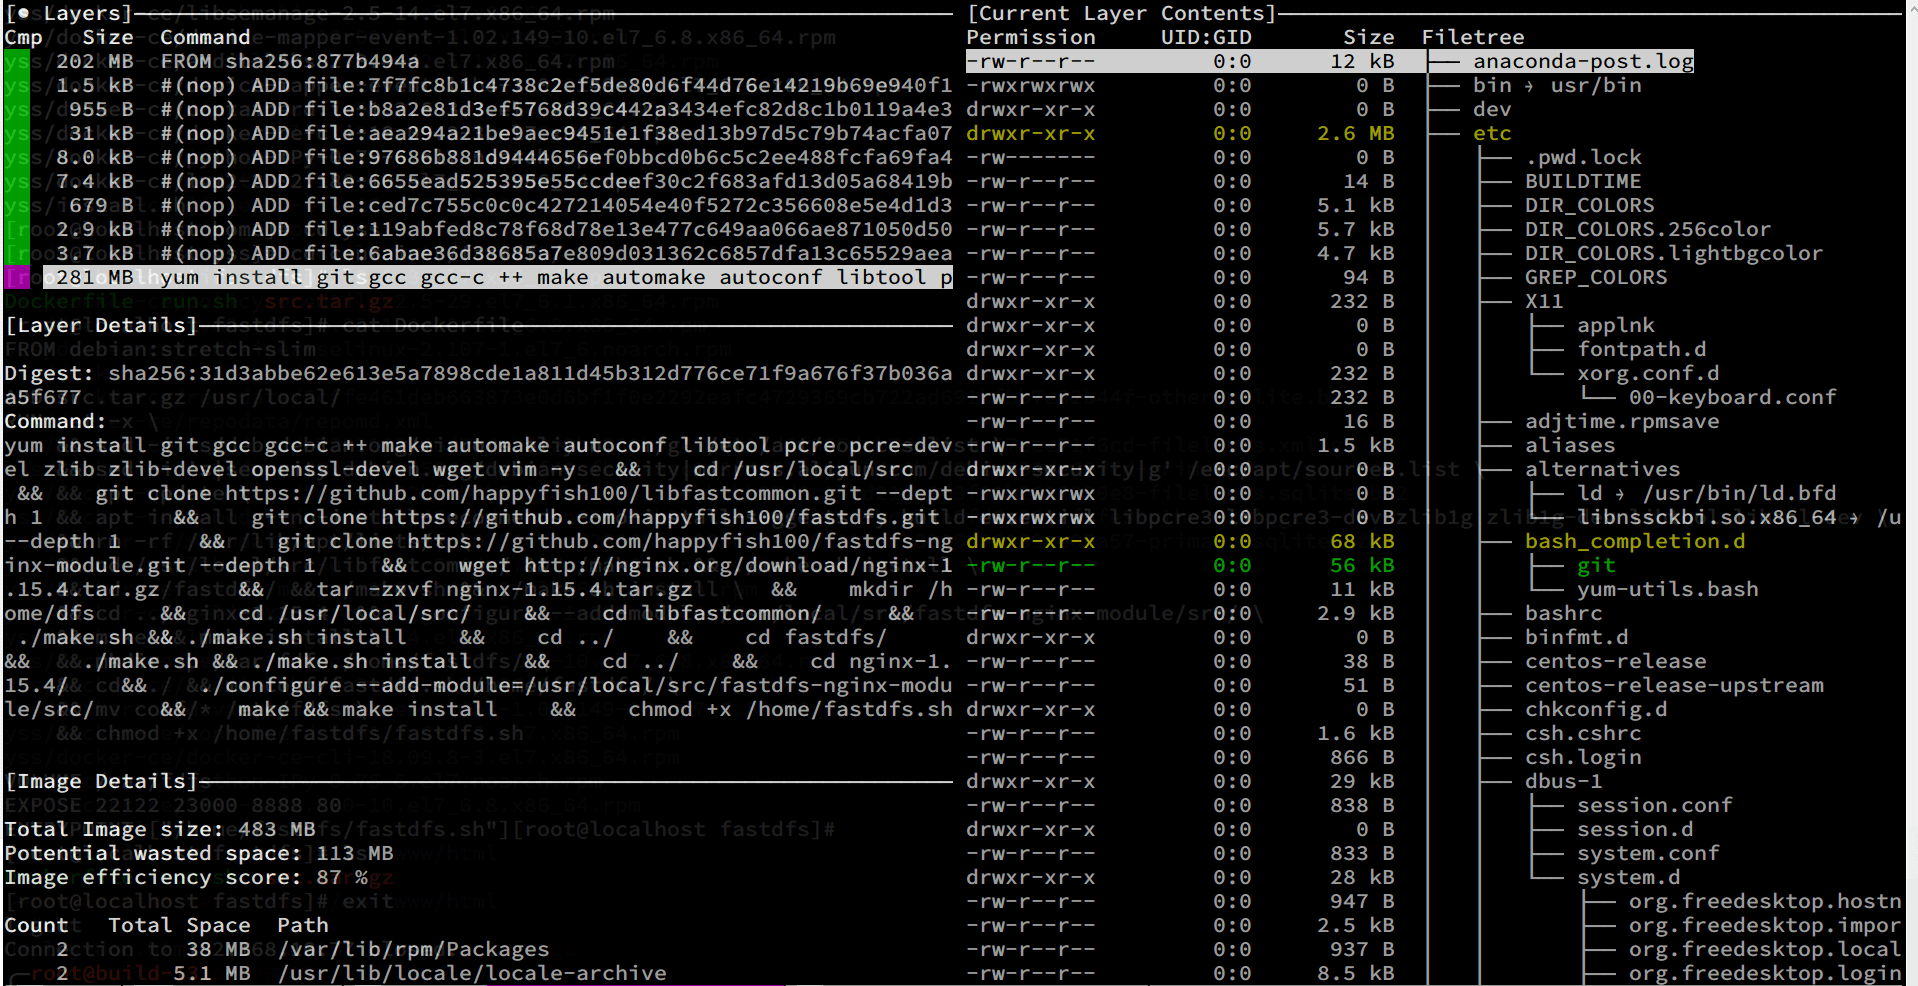 [● Layers]
Cmp   Size  Command
202 MB  FROM sha256:877b494a
1.5 kB  #(nop) ADD file:7f7fc8b1c4738c2ef5de80d6f44d76e14219b69e940f1
955 B  #(nop) ADD file:b8a2e81d3ef5768d39c442a3434efc82d8c1b0119a4e3
31 kB  #(nop) ADD file:aea294a21be9aec9451e1f38ed13b97d5c79b74acfa07
8.0 kB  #(nop) ADD file:97686b881d9444656ef0bbcd0b6c5c2ee488fcfa69fa4
7.4 kB  #(nop) ADD file:6655ead525395e55ccdeef30c2f683afd13d05a68419b
679 B  #(nop) ADD file:ced7c755c0c0c427214054e40f5272c356608e5e4d1d3
2.9 kB  #(nop) ADD file:119abfed8c78f68d78e13e477c649aa066ae871050d50
3.7 kB  #(nop) ADD file:6abae36d38685a7e809d031362c6857dfa13c65529aea
281 MB  yum install git gcc gcc-c ++ make automake autoconf libtool p
[Layer Details]
Digest: sha256:31d3abbe62e613e5a7898cde1a811d45b312d776ce71f9a676f37b036a
a5f677
Command:
yum install git gcc gcc-c ++ make automake autoconf libtool pcre pcre-dev
el zlib zlib-devel openssl-devel wget vim -y   &&    cd /usr/local/src
&&    git clone https://github.com/happyfish100/libfastcommon.git --dept
h 1    &&    git clone https://github.com/happyfish100/fastdfs.git
--depth 1      &&    git clone https://github.com/happyfish100/fastdfs-ng
inx-module.git --depth 1     &&    wget http://nginx.org/download/nginx-1
.15.4.tar.gz      &&    tar -zxvf nginx-1.15.4.tar.gz      &&    mkdir /h
ome/dfs     &&    cd /usr/local/src/    &&    cd libfastcommon/   &&
./make.sh && ./make.sh install    &&    cd ../    &&    cd fastdfs/
&&    ./make.sh && ./make.sh install    &&    cd ../    &&    cd nginx-1.
15.4/    &&    ./configure --add-module=/usr/local/src/fastdfs-nginx-modu
le/src/     &&    make && make install    &&    chmod +x /home/fastdfs.sh
[Image Details]
Total Image size: 483 MB
Potential wasted space: 113 MB
Image efficiency score: 87 %
Count   Total Space  Path
2         38 MB  /var/lib/rpm/Packages
2        5.1 MB  /usr/lib/locale/locale-archive
[Current Layer Contents]
Permission     UID:GID       Size  Filetree
-rw-r--r--         0:0      12 kB  ├── anaconda-post.log
-rwxrwxrwx         0:0        0 B  ├── bin → usr/bin
drwxr-xr-x         0:0        0 B  ├── dev
drwxr-xr-x         0:0     2.6 MB  ├── etc
-rw-------         0:0        0 B  │   ├── .pwd.lock
-rw-r--r--         0:0       14 B  │   ├── BUILDTIME
-rw-r--r--         0:0     5.1 kB  │   ├── DIR_COLORS
-rw-r--r--         0:0     5.7 kB  │   ├── DIR_COLORS.256color
-rw-r--r--         0:0     4.7 kB  │   ├── DIR_COLORS.lightbgcolor
-rw-r--r--         0:0       94 B  │   ├── GREP_COLORS
drwxr-xr-x         0:0      232 B  │   ├── X11
drwxr-xr-x         0:0        0 B  │   │   ├── applnk
drwxr-xr-x         0:0        0 B  │   │   ├── fontpath.d
drwxr-xr-x         0:0      232 B  │   │   └── xorg.conf.d
-rw-r--r--         0:0      232 B  │   │       └── 00-keyboard.conf
-rw-r--r--         0:0       16 B  │   ├── adjtime.rpmsave
-rw-r--r--         0:0     1.5 kB  │   ├── aliases
drwxr-xr-x         0:0        0 B  │   ├── alternatives
-rwxrwxrwx         0:0        0 B  │   │   ├── ld → /usr/bin/ld.bfd
-rwxrwxrwx         0:0        0 B  │   │   └── libnssckbi.so.x86_64 → /u
drwxr-xr-x         0:0      68 kB  │   ├── bash_completion.d
-rw-r--r--         0:0      56 kB  │   │   ├── git
-rw-r--r--         0:0      11 kB  │   │   └── yum-utils.bash
-rw-r--r--         0:0     2.9 kB  │   ├── bashrc
drwxr-xr-x         0:0        0 B  │   ├── binfmt.d
-rw-r--r--         0:0       38 B  │   ├── centos-release
-rw-r--r--         0:0       51 B  │   ├── centos-release-upstream
drwxr-xr-x         0:0        0 B  │   ├── chkconfig.d
-rw-r--r--         0:0     1.6 kB  │   ├── csh.cshrc
-rw-r--r--         0:0      866 B  │   ├── csh.login
drwxr-xr-x         0:0      29 kB  │   ├── dbus-1
-rw-r--r--         0:0      838 B  │   │   ├── session.conf
drwxr-xr-x         0:0        0 B  │   │   ├── session.d
-rw-r--r--         0:0      833 B  │   │   ├── system.conf
drwxr-xr-x         0:0      28 kB  │   │   └── system.d
-rw-r--r--         0:0      947 B  │   │       ├── org.freedesktop.hostn
-rw-r--r--         0:0     2.5 kB  │   │       ├── org.freedesktop.impor
-rw-r--r--         0:0      937 B  │   │       ├── org.freedesktop.local
-rw-r--r--         0:0     8.5 kB  │   │       ├── org.freedesktop.login